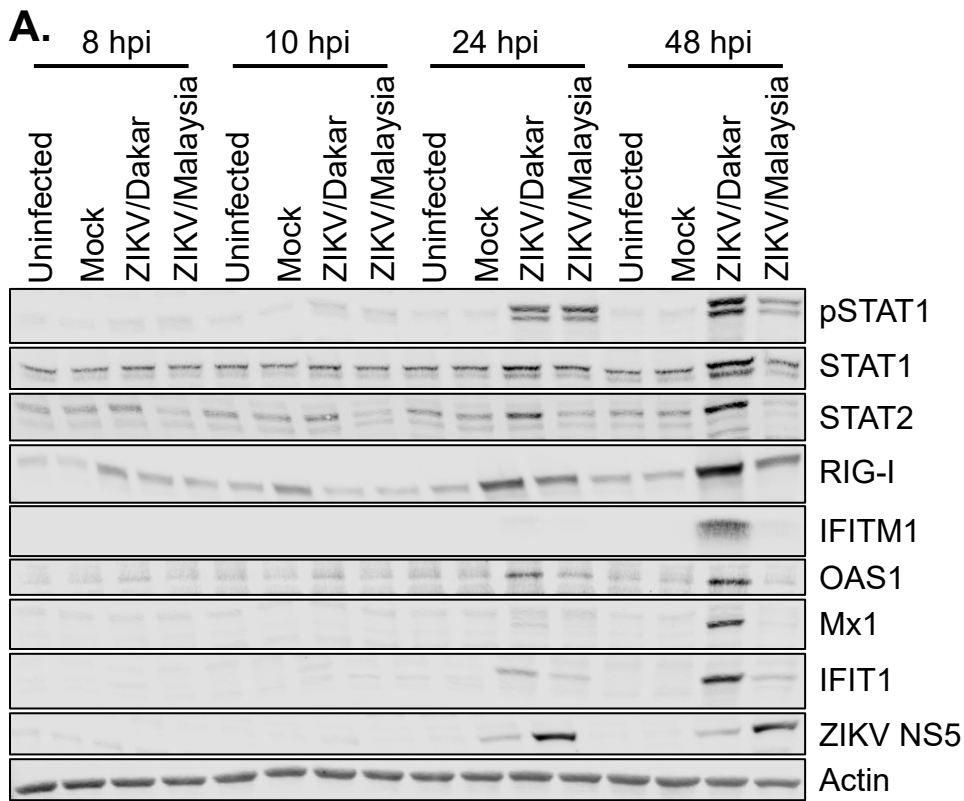 A.
8 hpi 10 hpi 24 hpi 48 hpi
Uninfected
Mock
ZIKV/Dakar
ZIKV/Malaysia
Uninfected
Mock
ZIKV/Dakar
ZIKV/Malaysia
Uninfected
Mock
ZIKV/Dakar
ZIKV/Malaysia
Uninfected
Mock
ZIKV/Dakar
ZIKV/Malaysia
pSTAT1
STAT1
STAT2
RIG-I
IFITM1
OAS1
Mx1
IFIT1
ZIKV NS5
Actin